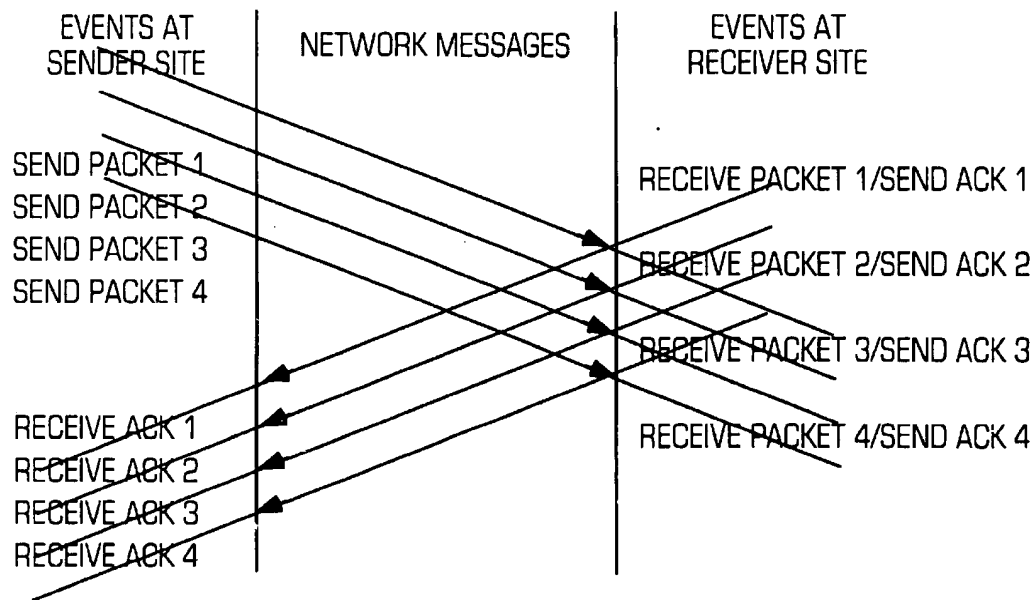 EVENTS AT
SENDER SITE
NETWORK MESSAGES
EVENTS AT
RECEIVER SITE
SEND PACKET 1
SEND PACKET 2
SEND PACKET 3
SEND PACKET 4
RECEIVE PACKET 1/SEND ACK 1
RECEIVE PACKET 2/SEND ACK 2
RECEIVE PACKET 3/SEND ACK 3
RECEIVE PACKET 4/SEND ACK 4
RECEIVE ACK 1
RECEIVE ACK 2
RECEIVE ACK 3
RECEIVE ACK 4